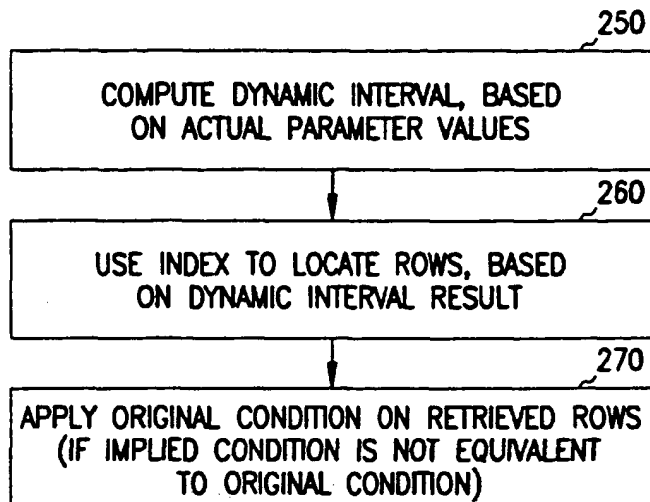 250
COMPUTE DYNAMIC INTERVAL, BASED
ON ACTUAL PARAMETER VALUES
260
USE INDEX TO LOCATE ROWS, BASED
ON DYNAMIC INTERVAL RESULT
270
APPLY ORIGINAL CONDITION ON RETRIEVED ROWS
(IF IMPLIED CONDITION IS NOT EQUIVALENT
TO ORIGINAL CONDITION)